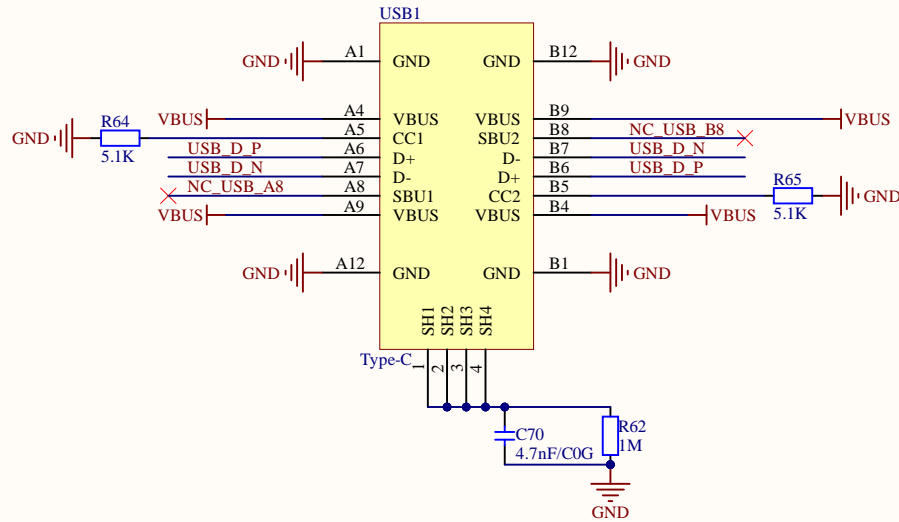 USB1
GND A1 GND GND B12 GND
VBUS A4 VBUS VBUS B9 VBUS
GND R64 5.1K A5 CC1 SBU2 B8 NC_USB_B8
USB_D_P A6 D+ D- B7 USB_D_N
USB_D_N A7 D- D+ B6 USB_D_P
NC_USB_A8 A8 SBU1 CC2 B5 R65 5.1K GND
VBUS A9 VBUS VBUS B4 VBUS
GND A12 GND GND B1 GND
SH1 SH2 SH3 SH4
Type-C 1 2 3 4
C70 R62
4.7nF/C0G 1M
GND